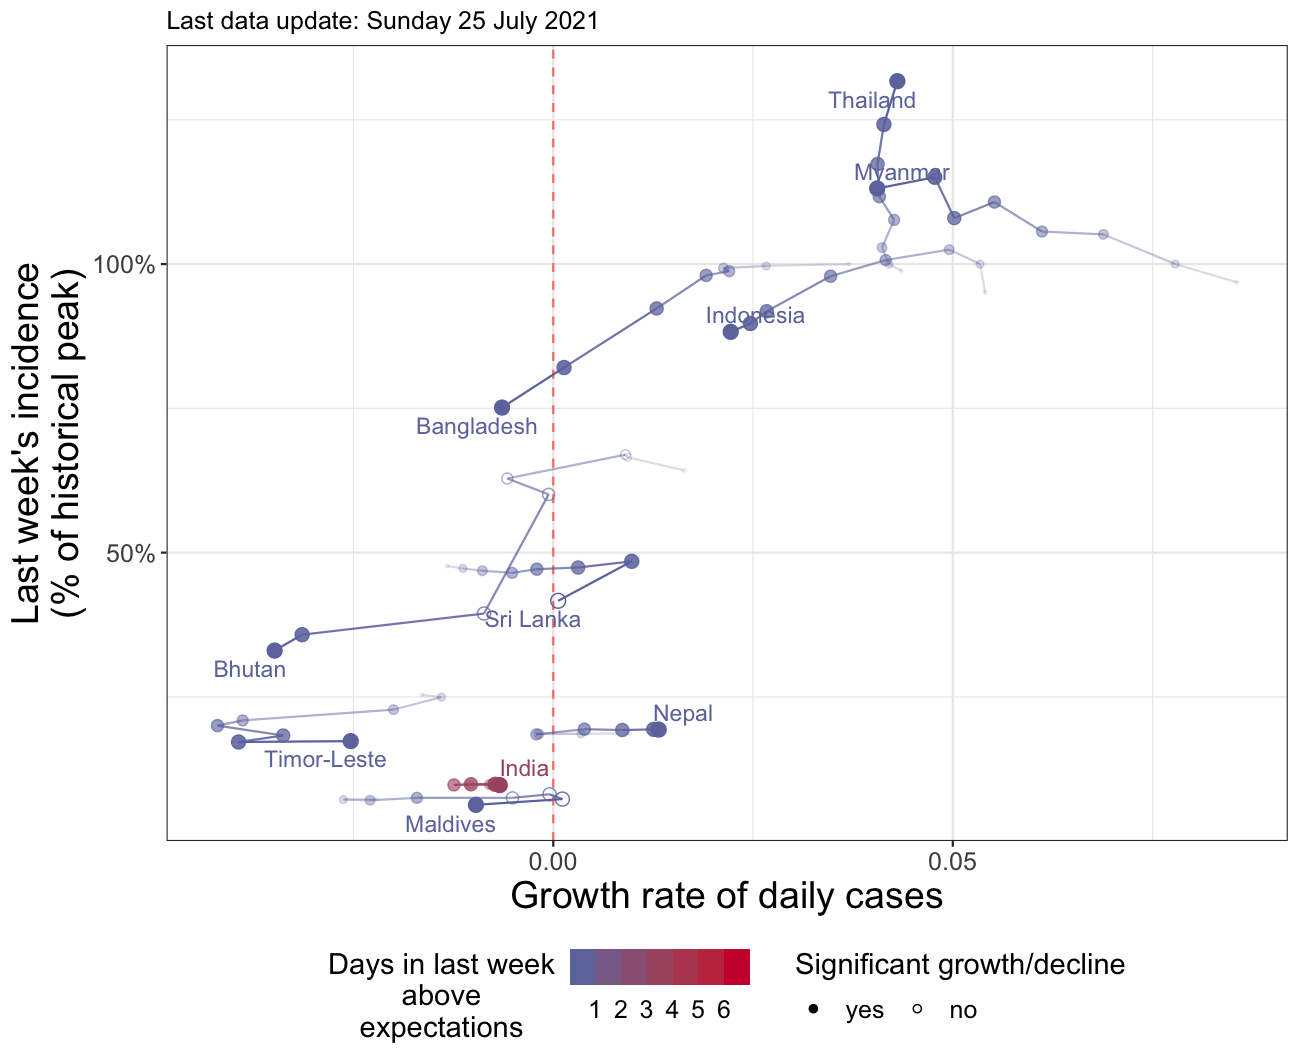 Last data update: Sunday 25 July 2021
Thailand
Myanmar
100%
Indonesia
Bangladesh
50%
Sri Lanka
Bhutan
Nepal
Timor-Leste
India
Maldives
Last week's incidence
(% of historical peak)
0.00
0.05
Growth rate of daily cases
Days in last week
above
expectations
1 2 3 4 5 6
Significant growth/decline
yes no